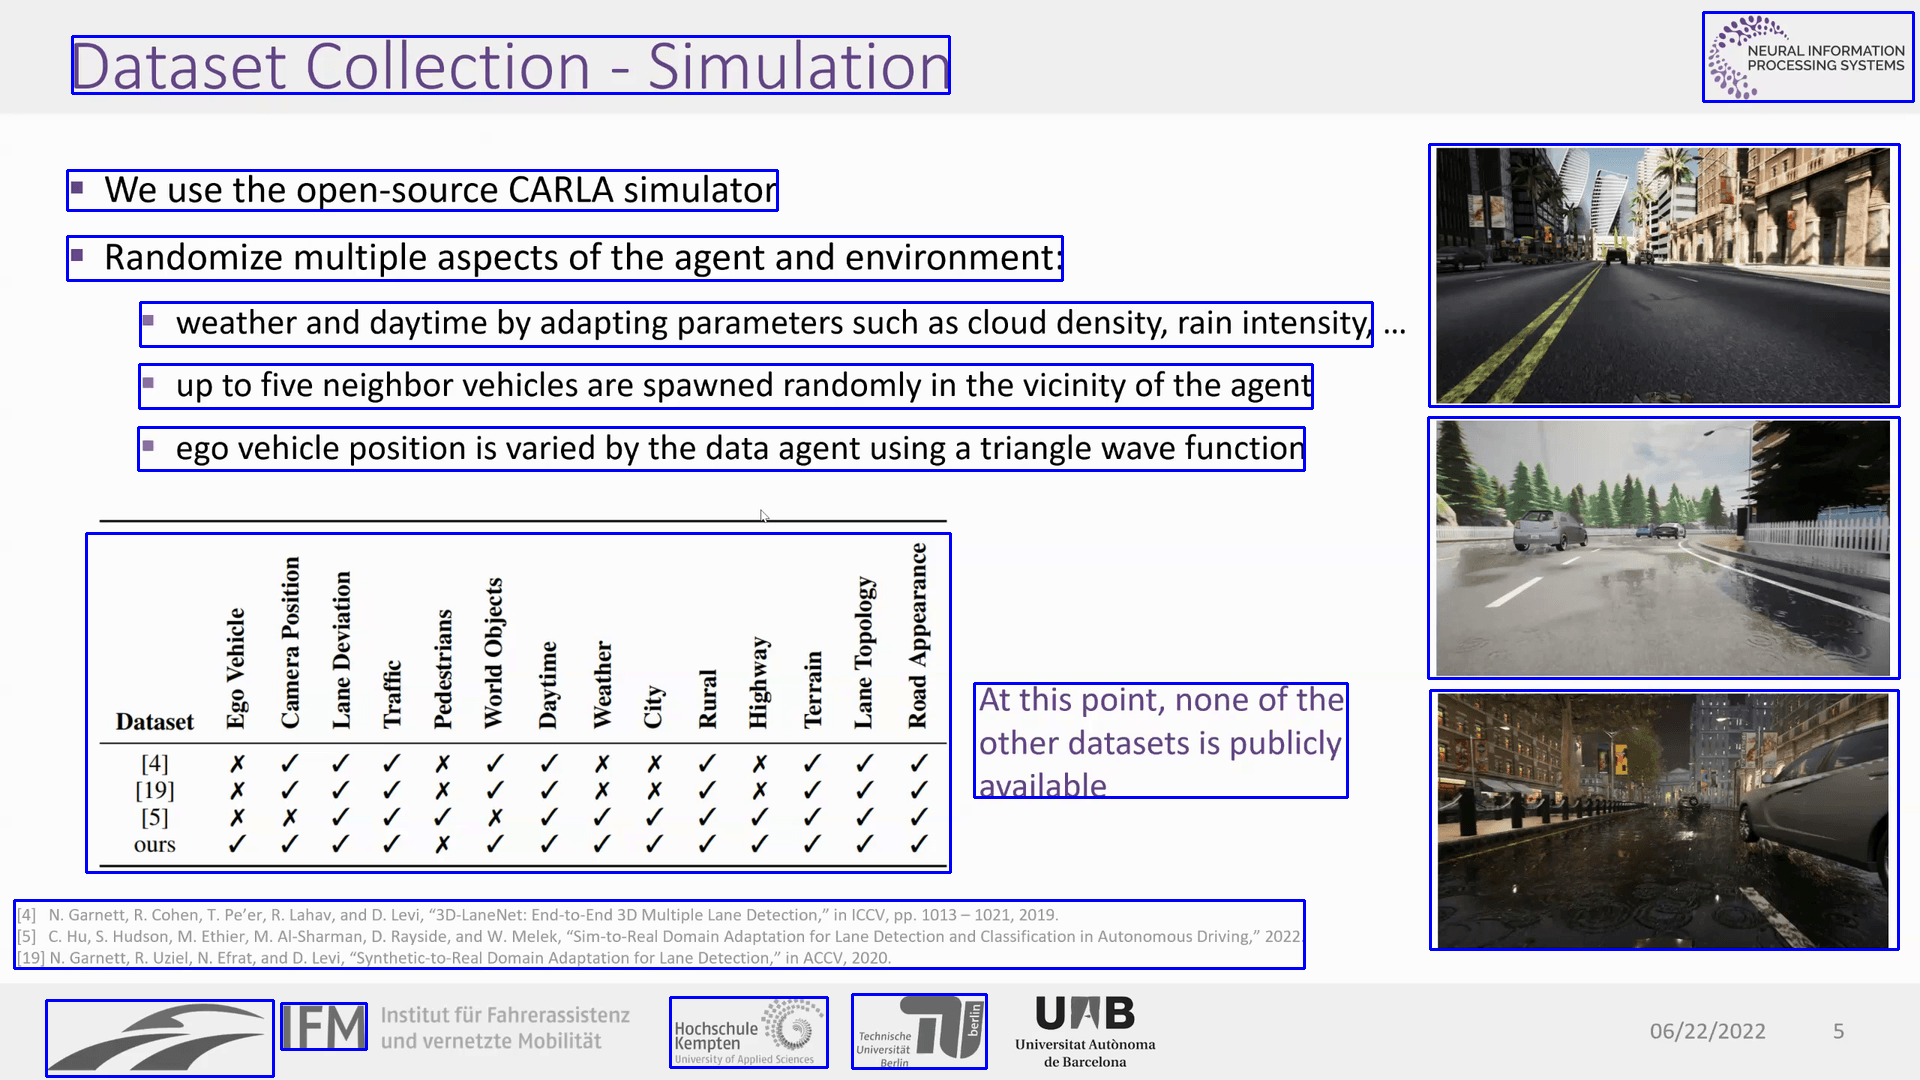 Dataset Collection - Simulation
NEURAL INFORMATION
PROCESSING SYSTEMS
▪ We use the open-source CARLA simulator
▪ Randomize multiple aspects of the agent and environment:
▪ weather and daytime by adapting parameters such as cloud density, rain intensity, ...
▪ up to five neighbor vehicles are spawned randomly in the vicinity of the agent
▪ ego vehicle position is varied by the data agent using a triangle wave function
Dataset Ego Vehicle Camera Position Lane Deviation Traffic Pedestrians World Objects Daytime Weather City Rural Highway Terrain Lane Topology Road Appearance
[4] ✗ ✓ ✓ ✓ ✗ ✓ ✓ ✗ ✗ ✓ ✗ ✓ ✓ ✓
[19] ✗ ✓ ✓ ✓ ✗ ✓ ✓ ✗ ✗ ✓ ✗ ✓ ✓ ✓
[5] ✗ ✗ ✓ ✓ ✓ ✗ ✓ ✓ ✓ ✓ ✓ ✓ ✓ ✓
ours ✓ ✓ ✓ ✓ ✗ ✓ ✓ ✓ ✓ ✓ ✓ ✓ ✓ ✓
At this point, none of the
other datasets is publicly
available
[4] N. Garnett, R. Cohen, T. Pe'er, R. Lahav, and D. Levi, “3D-LaneNet: End-to-End 3D Multiple Lane Detection,” in ICCV, pp. 1013 – 1021, 2019.
[5] C. Hu, S. Hudson, M. Ethier, M. Al-Sharman, D. Rayside, and W. Melek, “Sim-to-Real Domain Adaptation for Lane Detection and Classification in Autonomous Driving,” 2022.
[19] N. Garnett, R. Uziel, N. Efrat, and D. Levi, “Synthetic-to-Real Domain Adaptation for Lane Detection,” in ACCV, 2020.
IFM
Institut für Fahrerassistenz
und vernetzte Mobilität
Hochschule
Kempten
University of Applied Sciences
Technische
Universität
Berlin
berlin
UAB
Universitat Autònoma
de Barcelona
06/22/2022
5